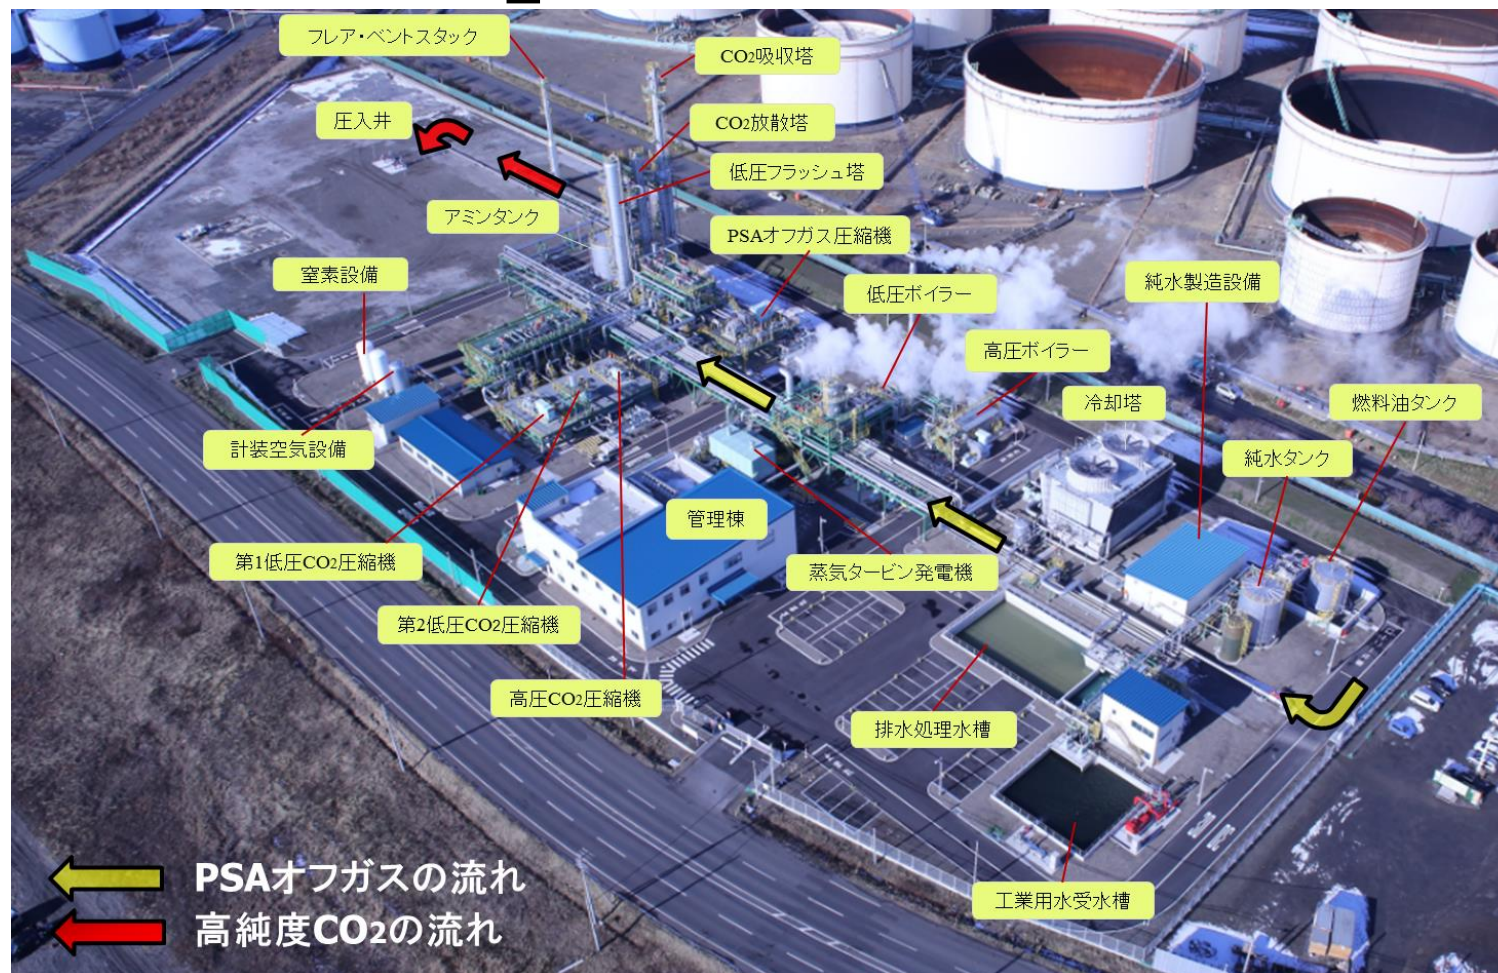 フレア・ベントスタック
CO2吸収塔
圧入井
CO2放散塔
低圧フラッシュ塔
アミンタンク
PSAオフガス圧縮機
窒素設備
低圧ボイラー
純水製造設備
高圧ボイラー
冷却塔
燃料油タンク
計装空気設備
純水タンク
管理棟
第1低圧CO2圧縮機
蒸気タービン発電機
第2低圧CO2圧縮機
高圧CO2圧縮機
排水処理水槽
工業用水受水槽
PSAオフガスの流れ
高純度CO2の流れ